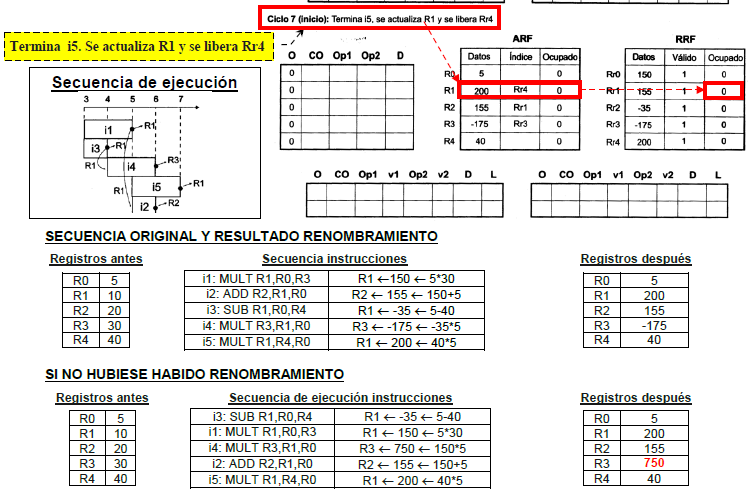 Ciclo 7 (inicio): Termina i5, se actualiza R1 y se libera Rr4
Termina i5. Se actualiza R1 y se libera Rr4
O CO Op1 Op2 D
0
0
0
0
0
ARF
Datos Índice Ocupado
R0 5 0
R1 200 Rr4 0
R2 155 Rr1 0
R3 -175 Rr3 0
R4 40 0
RRF
Datos Válido Ocupado
Rr0 150 1 0
Rr1 155 1 0
Rr2 -35 1 0
Rr3 -175 1 0
Rr4 200 1 0
Secuencia de ejecución
3 4 5 6 7
i1 R1
i3 R1
R1 i4 R3
R1 i5 R1
i2 R2
O CO Op1 v1 Op2 v2 D L
O CO Op1 v1 Op2 v2 D L
SECUENCIA ORIGINAL Y RESULTADO RENOMBRAMIENTO
Registros antes Secuencia instrucciones Registros después
R0 5 i1: MULT R1,R0,R3 R1 ←150 ← 5*30 R0 5
R1 10 i2: ADD R2,R1,R0 R2 ← 155 ← 150+5 R1 200
R2 20 i3: SUB R1,R0,R4 R1 ← -35 ← 5-40 R2 155
R3 30 i4: MULT R3,R1,R0 R3 ← -175 ← -35*5 R3 -175
R4 40 i5: MULT R1,R4,R0 R1 ← 200 ← 40*5 R4 40
SI NO HUBIESE HABIDO RENOMBRAMIENTO
Registros antes Secuencia de ejecución instrucciones Registros después
R0 5 i3: SUB R1,R0,R4 R1 ← -35 ← 5-40 R0 5
R1 10 i1: MULT R1,R0,R3 R1 ← 150 ← 5*30 R1 200
R2 20 i4: MULT R3,R1,R0 R3 ← 750 ← 150*5 R2 155
R3 30 i2: ADD R2,R1,R0 R2 ← 155 ← 150+5 R3 750
R4 40 i5: MULT R1,R4,R0 R1 ← 200 ← 40*5 R4 40